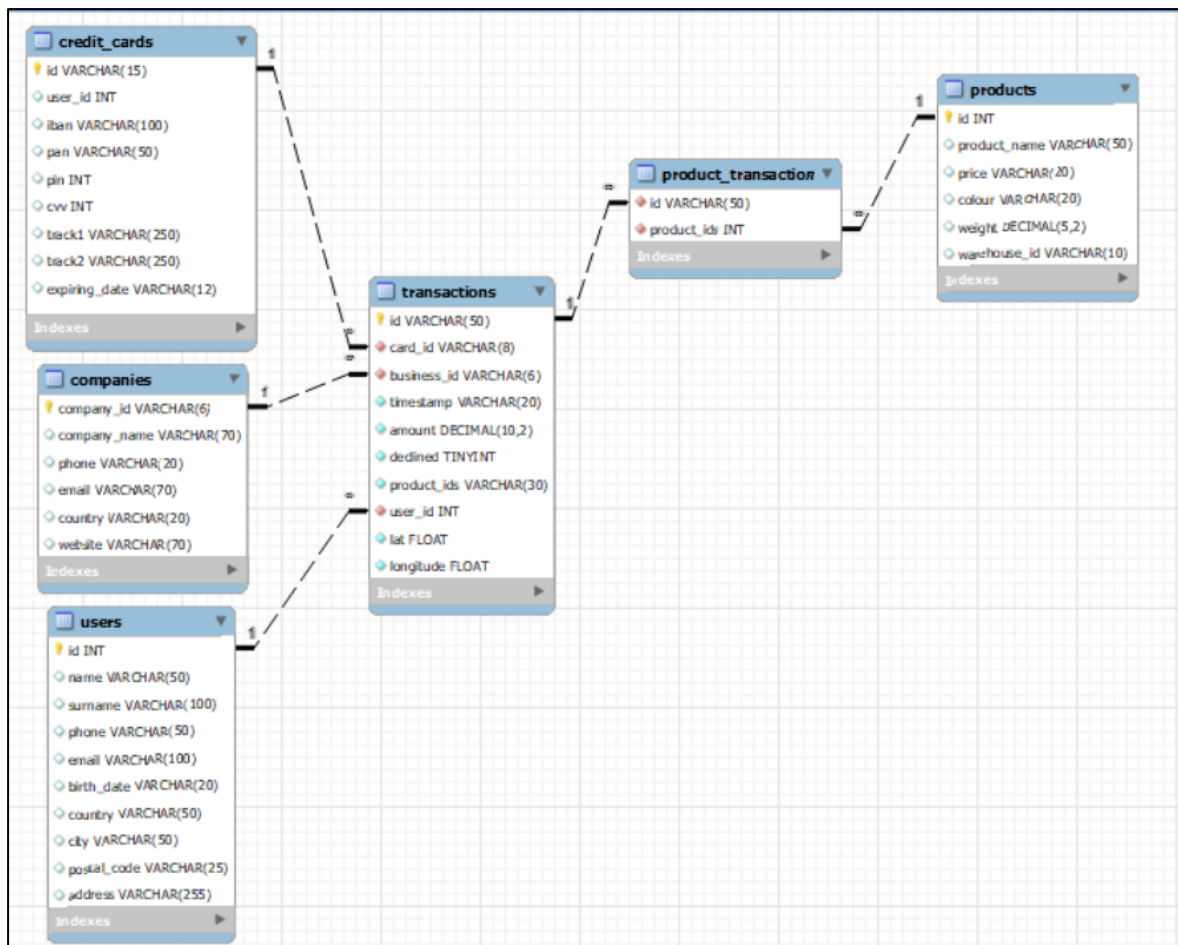 credit_cards
id VARCHAR(15)
user_id INT
iban VARCHAR(100)
pan VARCHAR(50)
pin INT
cvv INT
track1 VARCHAR(250)
track2 VARCHAR(250)
expiring_date VARCHAR(12)
Indexes
1
∞
companies
company_id VARCHAR(6)
company_name VARCHAR(70)
phone VARCHAR(20)
email VARCHAR(70)
country VARCHAR(20)
website VARCHAR(70)
Indexes
1
∞
users
id INT
name VARCHAR(50)
surname VARCHAR(100)
phone VARCHAR(50)
email VARCHAR(100)
birth_date VARCHAR(20)
country VARCHAR(50)
city VARCHAR(50)
postal_code VARCHAR(25)
address VARCHAR(255)
Indexes
1
∞
transactions
id VARCHAR(50)
card_id VARCHAR(8)
business_id VARCHAR(6)
timestamp VARCHAR(20)
amount DECIMAL(10,2)
declined TINYINT
product_ids VARCHAR(30)
user_id INT
lat FLOAT
longitude FLOAT
Indexes
1
∞
product_transaction
id VARCHAR(50)
product_ids INT
Indexes
∞
1
products
id INT
product_name VARCHAR(50)
price VARCHAR(20)
colour VARCHAR(20)
weight DECIMAL(5,2)
warehouse_id VARCHAR(10)
Indexes